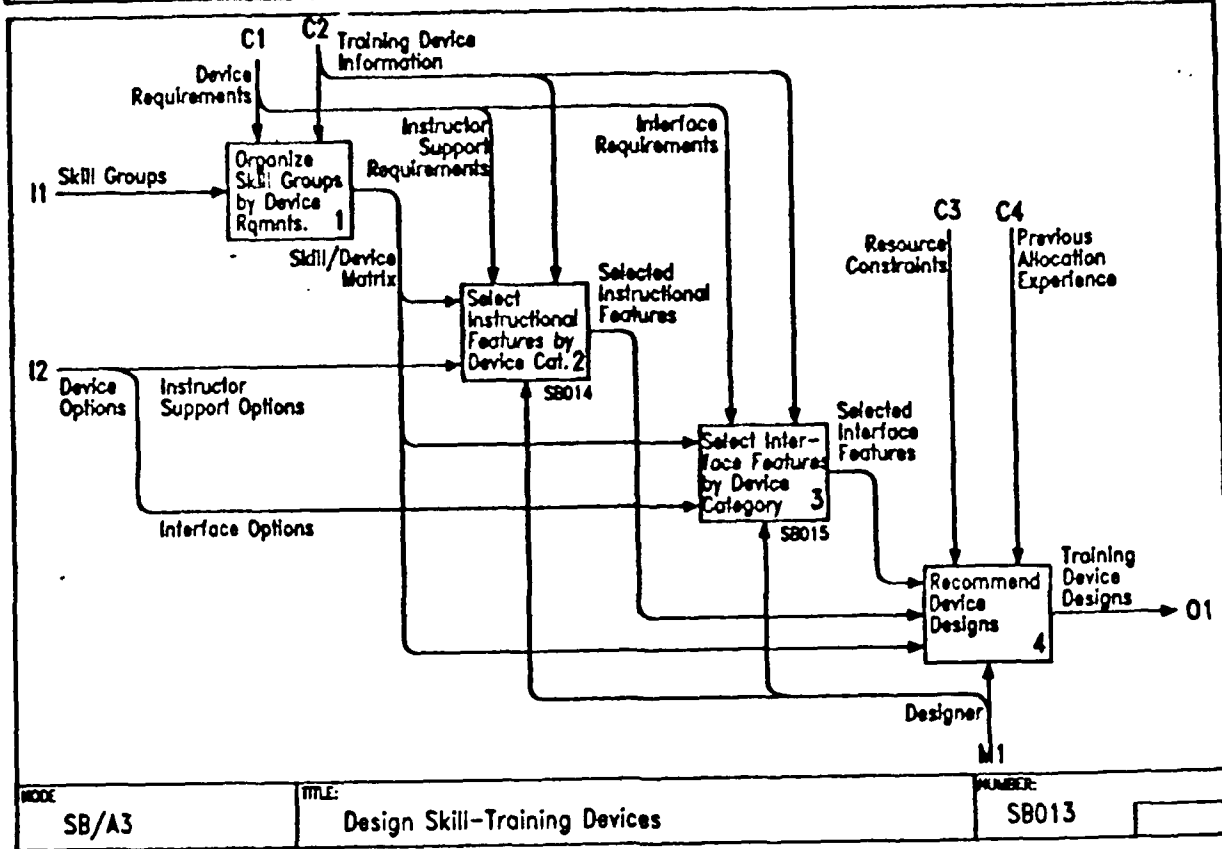 C1
C2
Training Device
Information
Device
Requirements
Instructor
Support
Requirements
Interface
Requirements
I1
Skill Groups
Organize
Skill Groups
by Device
Rqmnts.
1
C3
C4
Resource
Constraints
Previous
Allocation
Experience
Skill/Device
Matrix
Selected
Instructional
Features
Select
Instructional
Features by
Device Cat.
2
SB014
I2
Device
Options
Instructor
Support Options
Selected
Interface
Features
Select Inter-
face Features
by Device
Category
3
SB015
Interface Options
Recommend
Device
Designs
4
Training
Device
Designs
O1
Designer
M1
NODE
SB/A3
TITLE:
Design Skill-Training Devices
NUMBER:
SB013